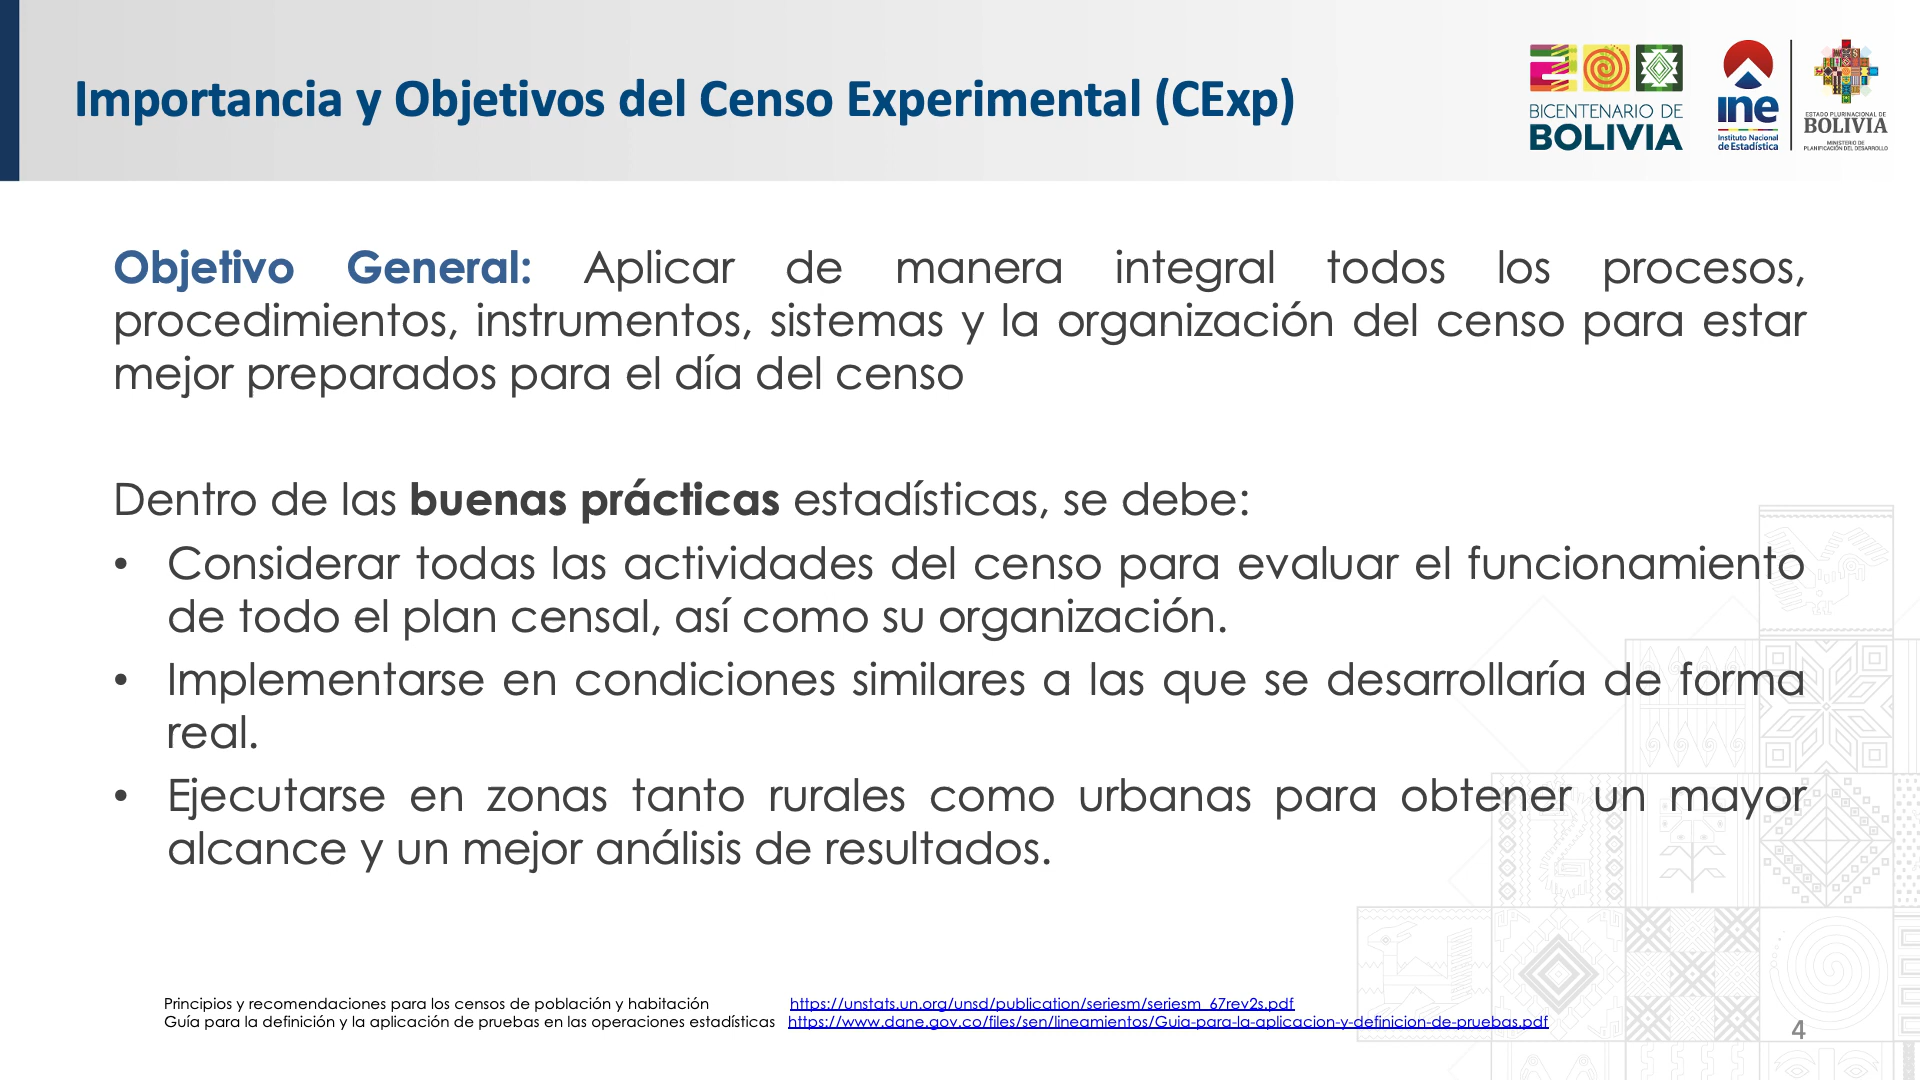 Importancia y Objetivos del Censo Experimental (CExp)
BICENTENARIO DE
BOLIVIA
ine
Instituto Nacional
de Estadística
ESTADO PLURINACIONAL DE
BOLIVIA
MINISTERIO DE
PLANIFICACIÓN DEL DESARROLLO
Objetivo General: Aplicar de manera integral todos los procesos,
procedimientos, instrumentos, sistemas y la organización del censo para estar
mejor preparados para el día del censo
Dentro de las buenas prácticas estadísticas, se debe:
• Considerar todas las actividades del censo para evaluar el funcionamiento
de todo el plan censal, así como su organización.
• Implementarse en condiciones similares a las que se desarrollaría de forma
real.
• Ejecutarse en zonas tanto rurales como urbanas para obtener un mayor
alcance y un mejor análisis de resultados.
Principios y recomendaciones para los censos de población y habitación https://unstats.un.org/unsd/publication/seriesm/seriesm_67rev2s.pdf
Guía para la definición y la aplicación de pruebas en las operaciones estadísticas https://www.dane.gov.co/files/sen/lineamientos/Guia-para-la-aplicacion-y-definicion-de-pruebas.pdf
4